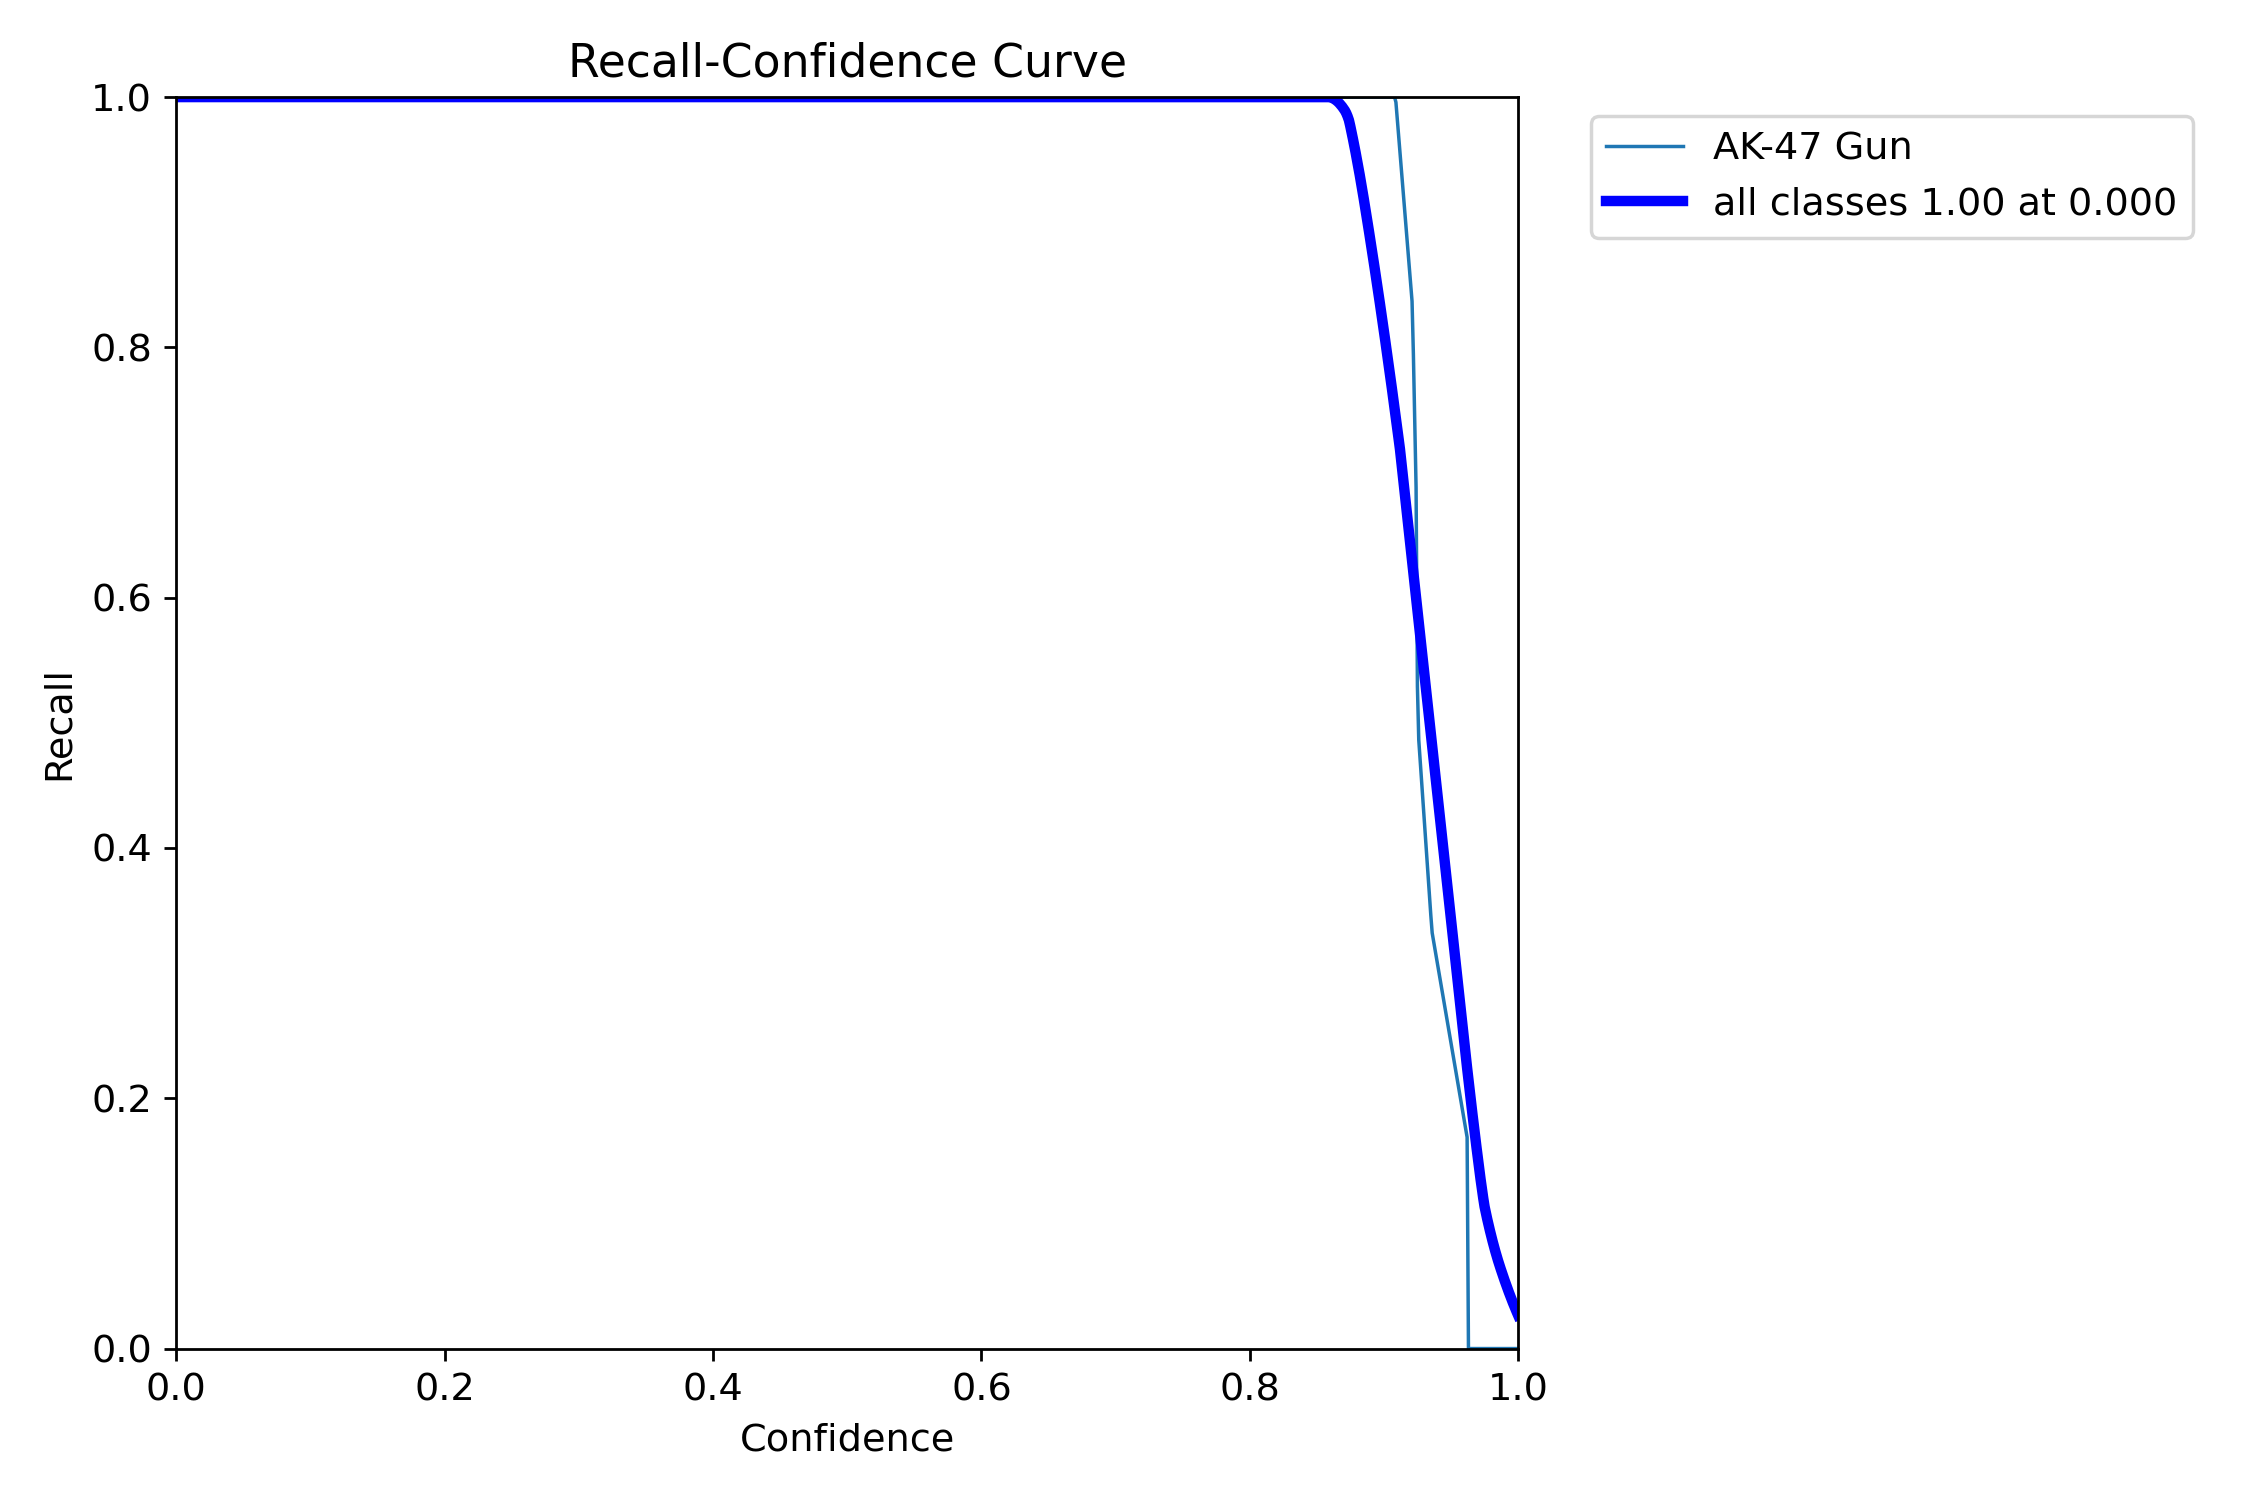 Recall-Confidence Curve
1.0
0.8
0.6
0.4
0.2
0.0
Recall
0.0 0.2 0.4 0.6 0.8 1.0
Confidence
AK-47 Gun
all classes 1.00 at 0.000